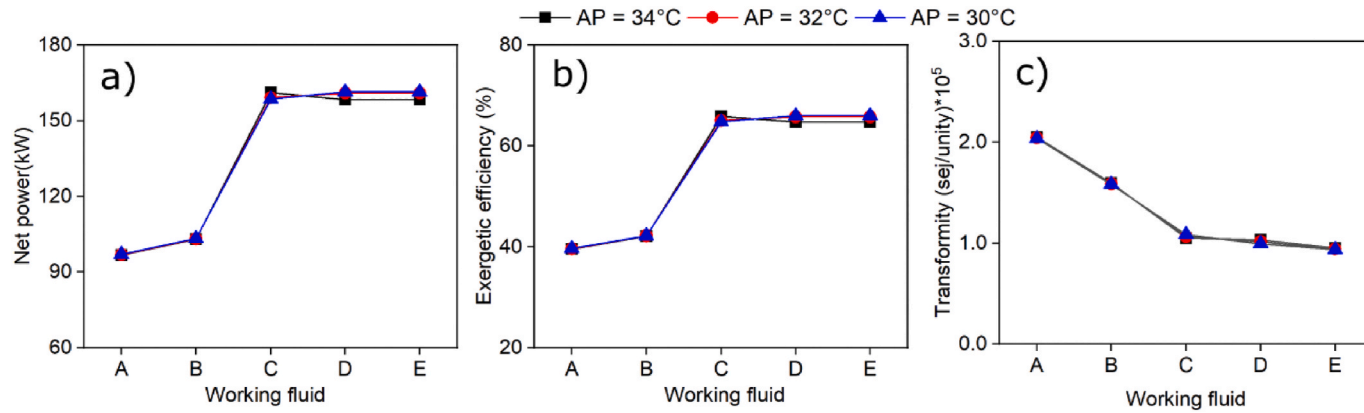 AP = 34°C AP = 32°C AP = 30°C
a)
Net power(kW)
180
150
120
90
60
A B C D E
Working fluid
b)
Exergetic efficiency (%)
80
60
40
20
A B C D E
Working fluid
c)
Transformity (sej/unity)*10⁵
3.0
2.0
1.0
0.0
A B C D E
Working fluid